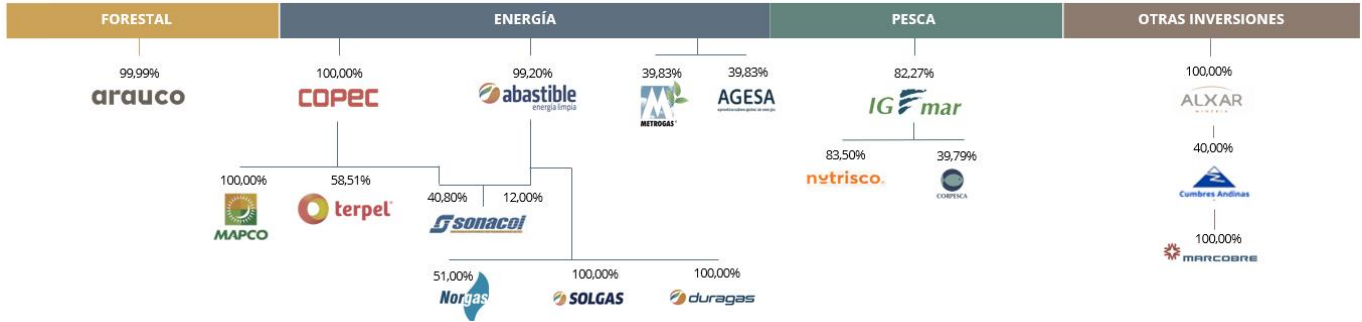 FORESTAL
ENERGÍA
PESCA
OTRAS INVERSIONES
99,99%
arauco
100,00%
COPEC
99,20%
abastible
energía limpia
39,83%
METROGAS
39,83%
AGESA
82,27%
IG mar
100,00%
ALXAR
MINERÍA
100,00%
MAPCO
58,51%
terpel
40,80%
12,00%
sonacol
83,50%
nutrisco
39,79%
CORPESCA
40,00%
Cumbres Andinas
100,00%
MARCOBRE
51,00%
Norgas
100,00%
SOLGAS
100,00%
duragas